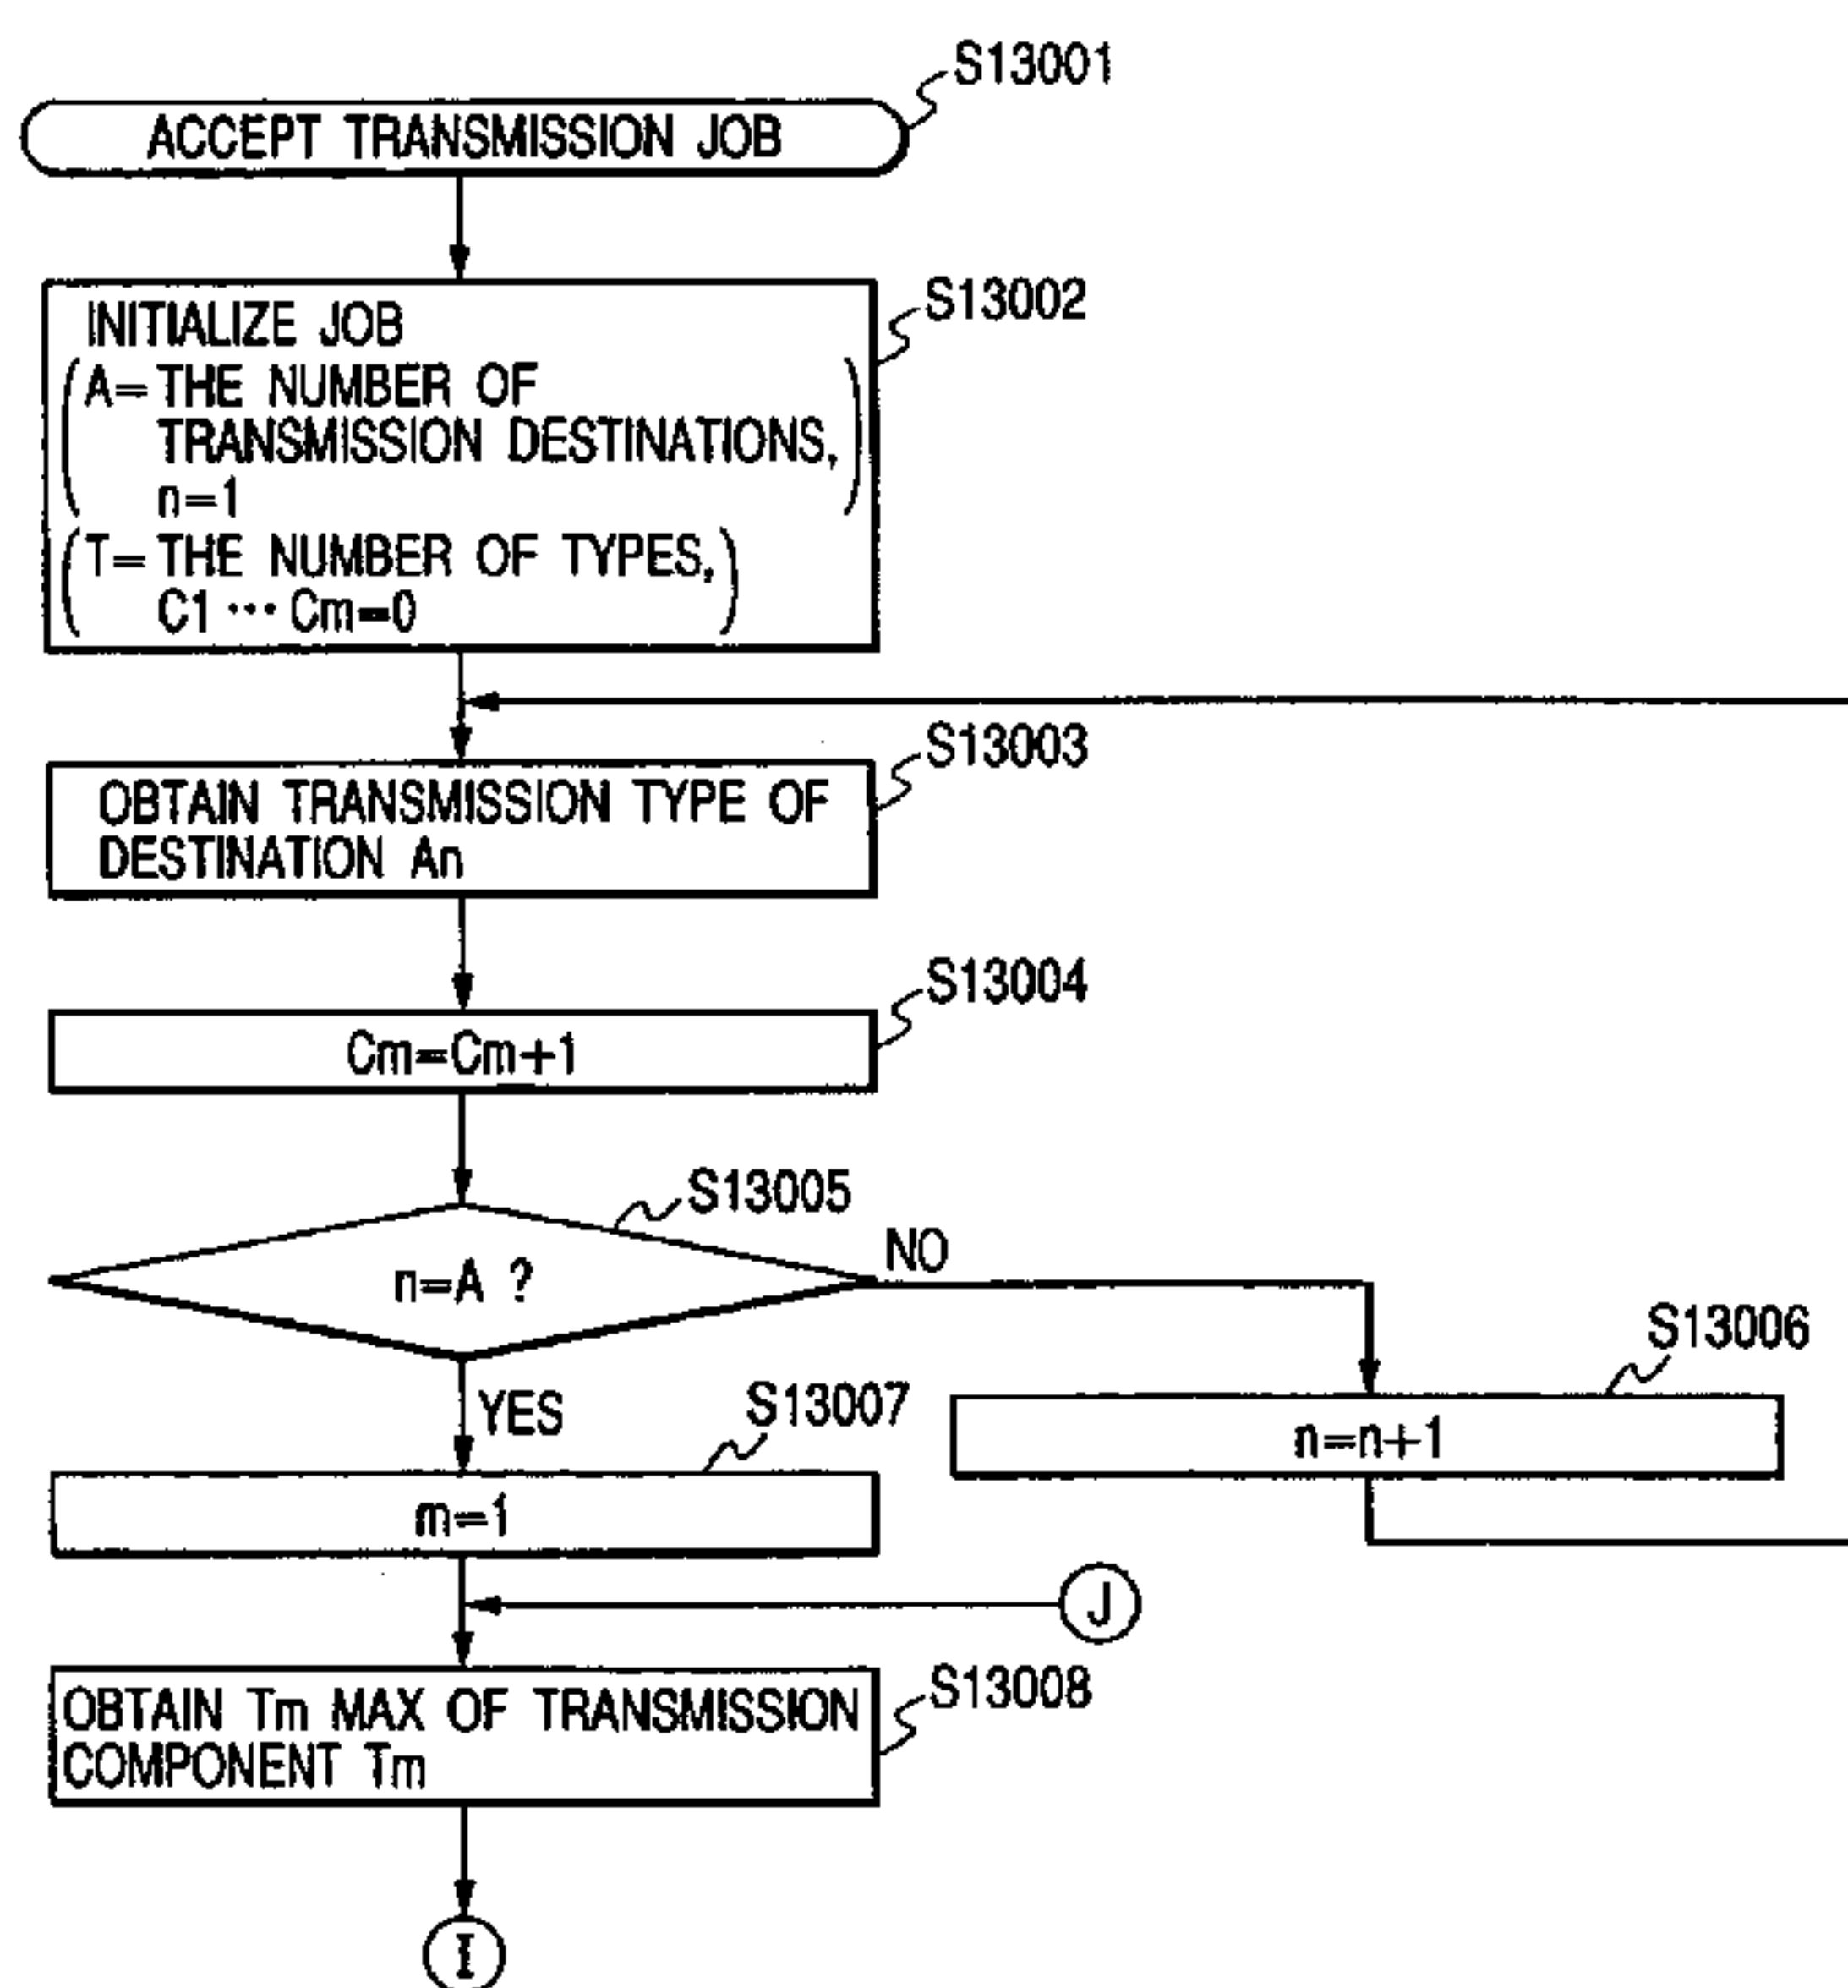 S13001
ACCEPT TRANSMISSION JOB
S13002
INITIALIZE JOB
A=THE NUMBER OF
TRANSMISSION DESTINATIONS,
n=1
T=THE NUMBER OF TYPES,
C1⋯Cm=0
S13003
OBTAIN TRANSMISSION TYPE OF
DESTINATION An
S13004
Cm=Cm+1
S13005
n=A ?
NO
YES
S13006
n=n+1
S13007
m=1
J
S13008
OBTAIN Tm MAX OF TRANSMISSION
COMPONENT Tm
I